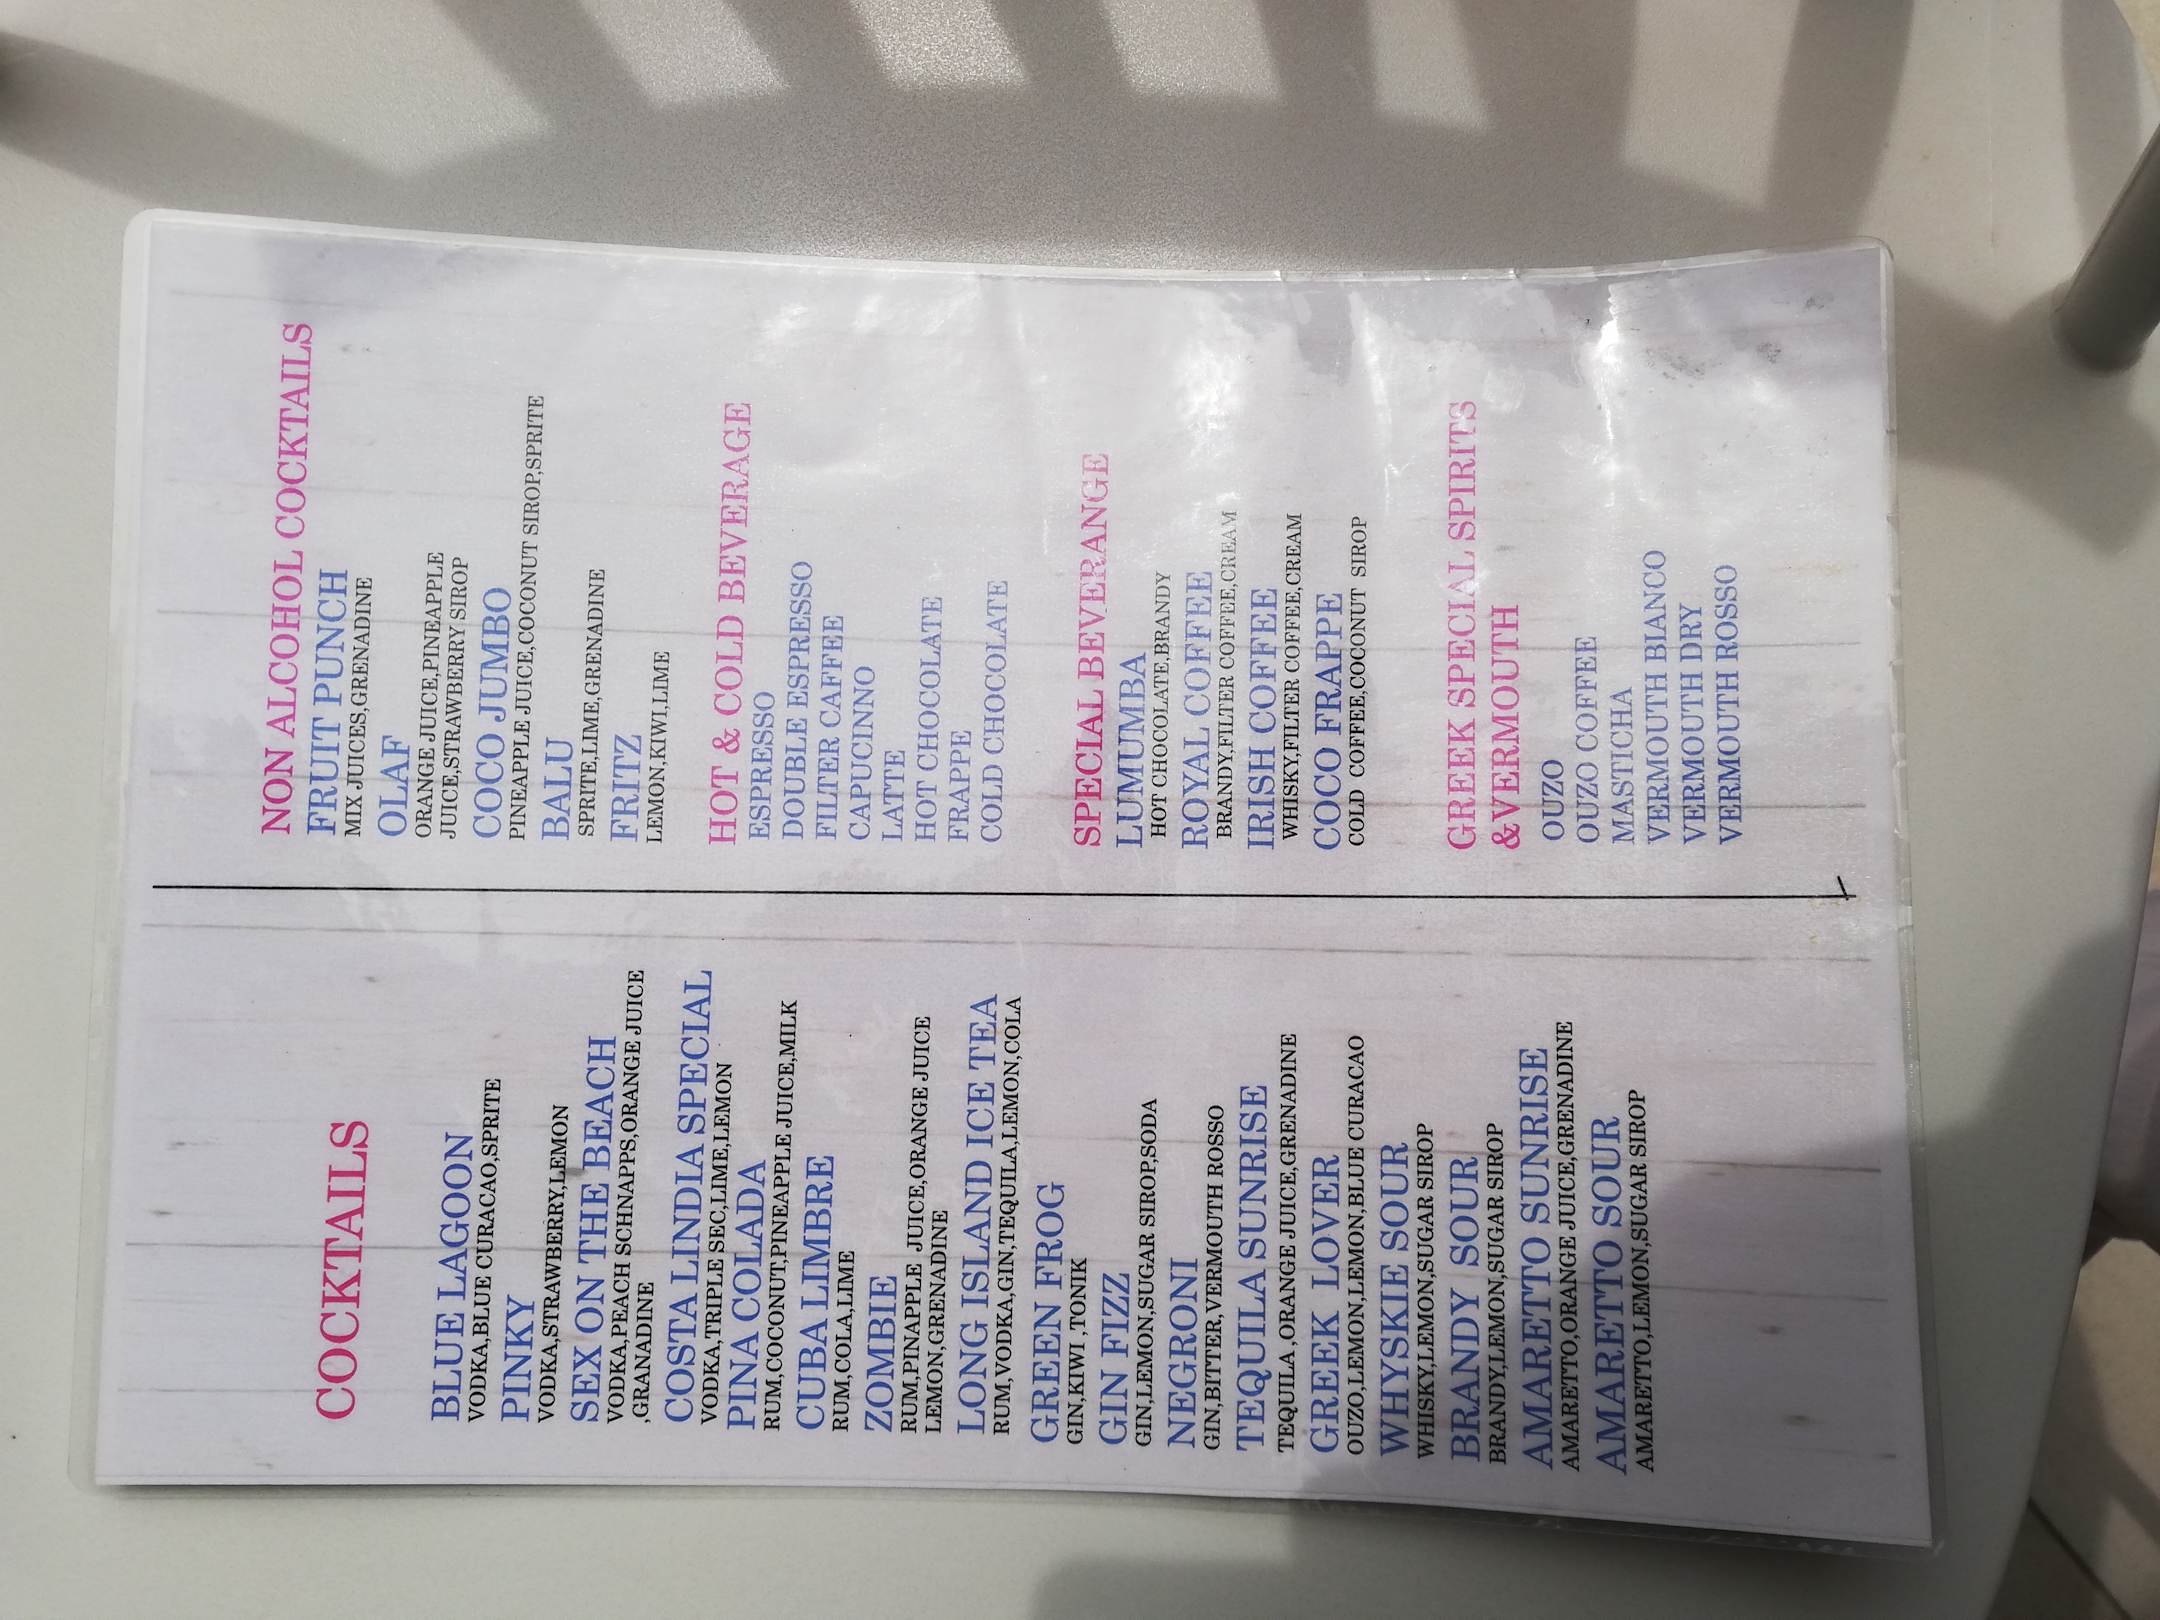 COCKTAILS
BLUE LAGOON
VODKA,BLUE CURACAO,SPRITE
PINKY
VODKA,STRAWBERRY,LEMON
SEX ON THE BEACH
VODKA,PEACH SCHNAPPS,ORANGE JUICE
,GRANADINE
COSTA LINDIA SPECIAL
VODKA,TRIPLE SEC,LIME,LEMON
PINA COLADA
RUM,COCONUT,PINEAPPLE JUICE,MILK
CUBA LIMBRE
RUM,COLA,LIME
ZOMBIE
RUM,PINAPPLE JUICE,ORANGE JUICE
LEMON,GRENADINE
LONG ISLAND ICE TEA
RUM,VODKA,GIN,TEQUILA,LEMON,COLA
GREEN FROG
GIN,KIWI ,TONIK
GIN FIZZ
GIN,LEMON,SUGAR SIROP,SODA
NEGRONI
GIN,BITTER,VERMOUTH ROSSO
TEQUILA SUNRISE
TEQUILA ,ORANGE JUICE,GRENADINE
GREEK LOVER
OUZO,LEMON,LEMON,BLUE CURACAO
WHYSKIE SOUR
WHISKY,LEMON,SUGAR SIROP
BRANDY SOUR
BRANDY,LEMON,SUGAR SIROP
AMARETTO SUNRISE
AMARETTO,ORANGE JUICE,GRENADINE
AMARETTO SOUR
AMARETTO,LEMON,SUGAR SIROP
NON ALCOHOL COCKTAILS
FRUIT PUNCH
MIX JUICES,GRENADINE
OLAF
ORANGE JUICE,PINEAPPLE
JUICE,STRAWBERRY SIROP
COCO JUMBO
PINEAPPLE JUICE,COCONUT SIROP,SPRITE
BALU
SPRITE,LIME,GRENADINE
FRITZ
LEMON,KIWI,LIME
HOT & COLD BEVERAGE
ESPRESSO
DOUBLE ESPRESSO
FILTER CAFFEE
CAPUCINNO
LATTE
HOT CHOCOLATE
FRAPPE
COLD CHOCOLATE
SPECIAL BEVERANGE
LUMUMBA
HOT CHOCOLATE,BRANDY
ROYAL COFFEE
BRANDY,FILTER COFFEE,CREAM
IRISH COFFEE
WHISKY,FILTER COFFEE,CREAM
COCO FRAPPE
COLD COFFEE,COCONUT SIROP
GREEK SPECIAL SPIRITS
&VERMOUTH
OUZO
OUZO COFFEE
MASTICHA
VERMOUTH BIANCO
VERMOUTH DRY
VERMOUTH ROSSO